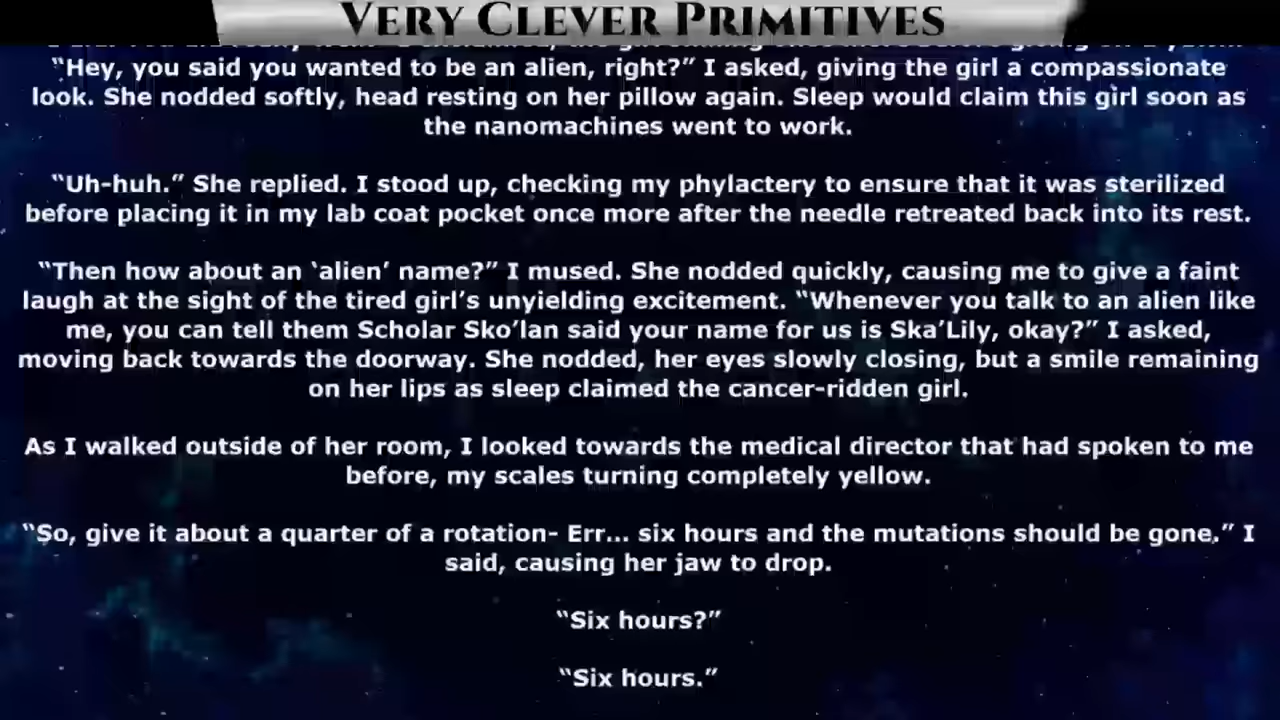 VERY CLEVER PRIMITIVES
“Hey, you said you wanted to be an alien, right?” I asked, giving the girl a compassionate
look. She nodded softly, head resting on her pillow again. Sleep would claim this girl soon as
the nanomachines went to work.
“Uh-huh.” She replied. I stood up, checking my phylactery to ensure that it was sterilized
before placing it in my lab coat pocket once more after the needle retreated back into its rest.
“Then how about an ‘alien’ name?” I mused. She nodded quickly, causing me to give a faint
laugh at the sight of the tired girl’s unyielding excitement. “Whenever you talk to an alien like
me, you can tell them Scholar Sko’lan said your name for us is Ska’Lily, okay?” I asked,
moving back towards the doorway. She nodded, her eyes slowly closing, but a smile remaining
on her lips as sleep claimed the cancer-ridden girl.
As I walked outside of her room, I looked towards the medical director that had spoken to me
before, my scales turning completely yellow.
“So, give it about a quarter of a rotation- Err... six hours and the mutations should be gone.” I
said, causing her jaw to drop.
“Six hours?”
“Six hours.”